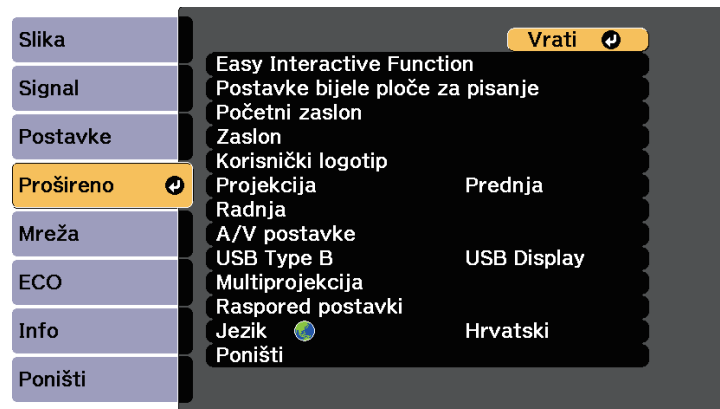 Slika
Signal
Postavke
Prošireno
Mreža
ECO
Info
Poništi
Vrati
Easy Interactive Function
Postavke bijele ploče za pisanje
Početni zaslon
Zaslon
Korisnički logotip
Projekcija Prednja
Radnja
A/V postavke
USB Type B USB Display
Multiprojekcija
Raspored postavki
Jezik Hrvatski
Poništi